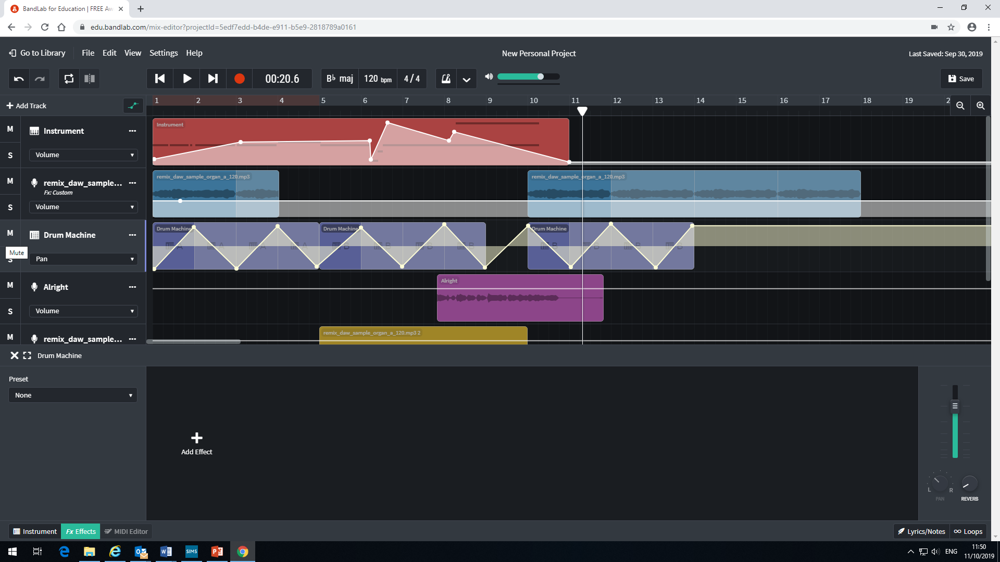 BandLab for Education | FREE Aw
edu.bandlab.com/mix-editor?projectId=5edf7edd-b4de-e911-b5e9-2818789a0161
Go to Library File Edit View Settings Help New Personal Project Last Saved: Sep 30, 2019
00:20.6 B♭ maj 120 bpm 4 / 4 Save
Add Track 1 2 3 4 5 6 7 8 9 10 11 12 13 14 15 16 17 18 19 2
M Instrument Instrument
S Volume
M remix_daw_sample... remix_daw_sample_organ_a_120.mp3 remix_daw_sample_organ_a_120.mp3
Fx: Custom
S Volume
M Drum Machine Drum Machine Drum Machine Drum Machine
A A A A B B B B B B B B
Mute
S Pan
M Alright Alright
S Volume
M remix_daw_sample... remix_daw_sample_organ_a_120.mp3 2
Drum Machine
Preset
None
Add Effect
L R
PAN REVERB
Instrument Fx Effects MIDI Editor Lyrics/Notes Loops
SIMS ENG 11:50
11/10/2019